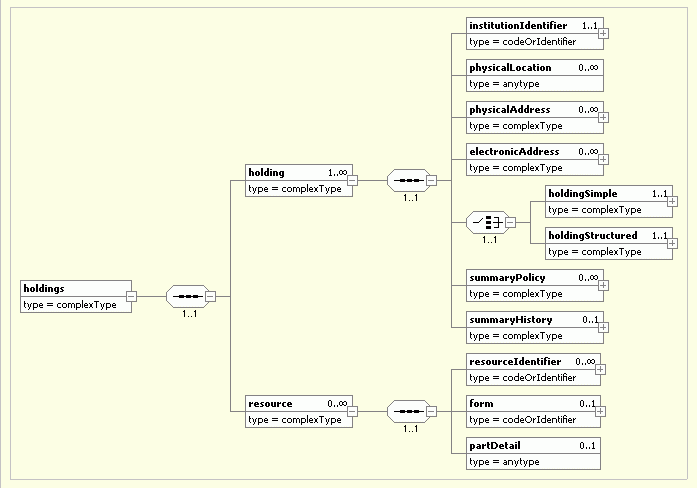 institutionIdentifier 1..1
type = codeOrIdentifier
physicalLocation 0..∞
type = anytype
physicalAddress 0..∞
type = complexType
electronicAddress 0..∞
type = complexType
holding 1..∞
type = complexType
1..1
holdingSimple 1..1
type = complexType
1..1
holdingStructured 1..1
type = complexType
summaryPolicy 0..∞
type = complexType
holdings
type = complexType
1..1
summaryHistory 0..1
type = complexType
resourceIdentifier 0..∞
type = codeOrIdentifier
resource 0..∞
type = complexType
1..1
form 0..1
type = codeOrIdentifier
partDetail 0..1
type = anytype